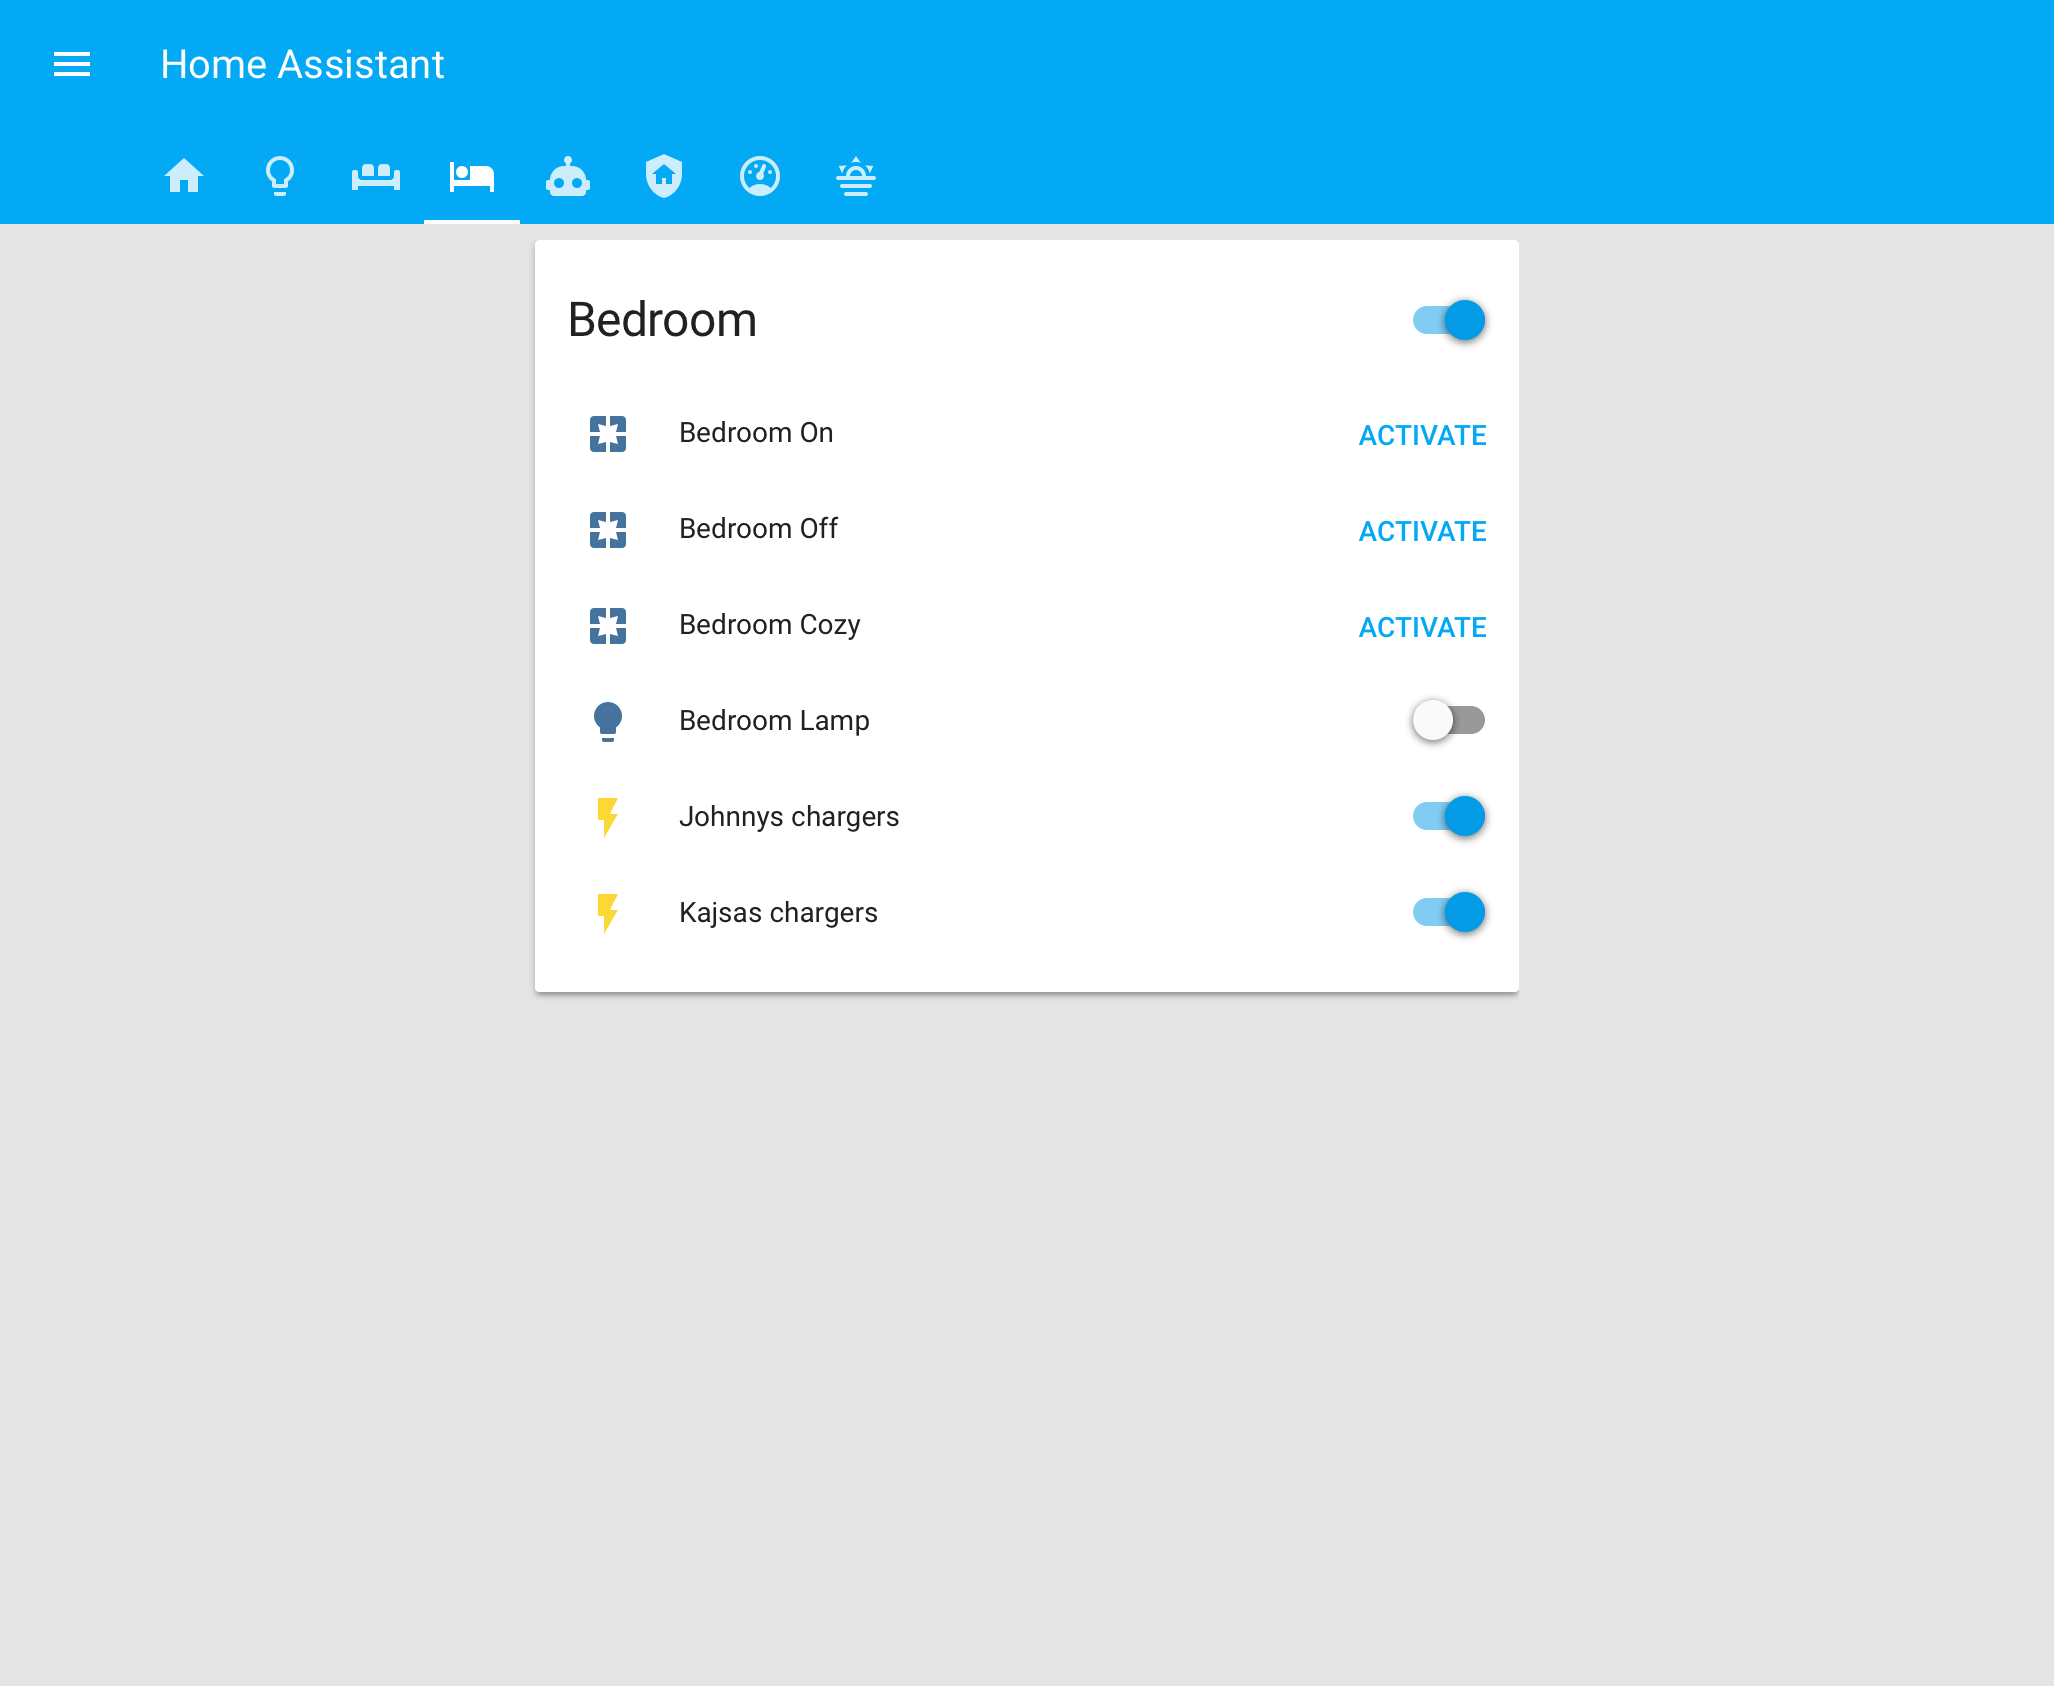 Home Assistant
Bedroom
Bedroom On ACTIVATE
Bedroom Off ACTIVATE
Bedroom Cozy ACTIVATE
Bedroom Lamp
Johnnys chargers
Kajsas chargers